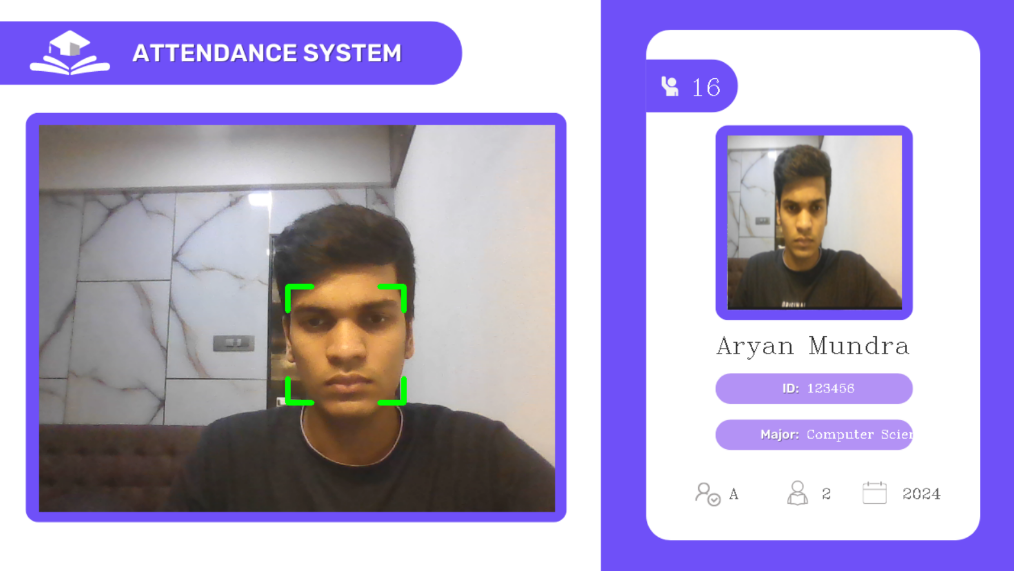 ATTENDANCE SYSTEM
16
Aryan Mundra
ID: 123456
Major: Computer Scien
A 2 2024